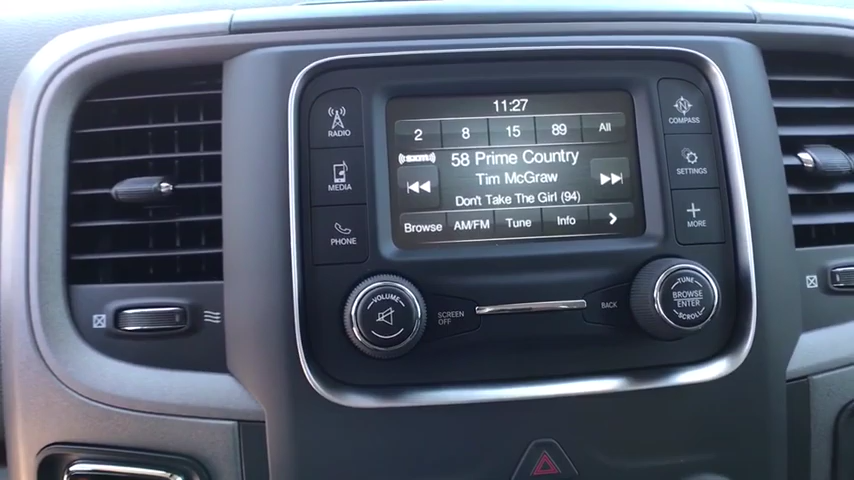 11:27
2 8 15 89 All
((SXM))
58 Prime Country
Tim McGraw
Don't Take The Girl (94)
Browse AM/FM Tune Info
RADIO
MEDIA
PHONE
COMPASS
SETTINGS
MORE
VOLUME
SCREEN OFF
BACK
TUNE
BROWSE
ENTER
SCROLL